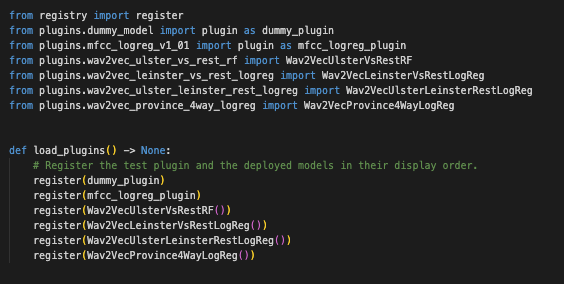 from registry import register
from plugins.dummy_model import plugin as dummy_plugin
from plugins.mfcc_logreg_v1_01 import plugin as mfcc_logreg_plugin
from plugins.wav2vec_ulster_vs_rest_rf import Wav2VecUlsterVsRestRF
from plugins.wav2vec_leinster_vs_rest_logreg import Wav2VecLeinsterVsRestLogReg
from plugins.wav2vec_ulster_leinster_rest_logreg import Wav2VecUlsterLeinsterRestLogReg
from plugins.wav2vec_province_4way_logreg import Wav2VecProvince4WayLogReg
def load_plugins() -> None:
    # Register the test plugin and the deployed models in their display order.
    register(dummy_plugin)
    register(mfcc_logreg_plugin)
    register(Wav2VecUlsterVsRestRF())
    register(Wav2VecLeinsterVsRestLogReg())
    register(Wav2VecUlsterLeinsterRestLogReg())
    register(Wav2VecProvince4WayLogReg())